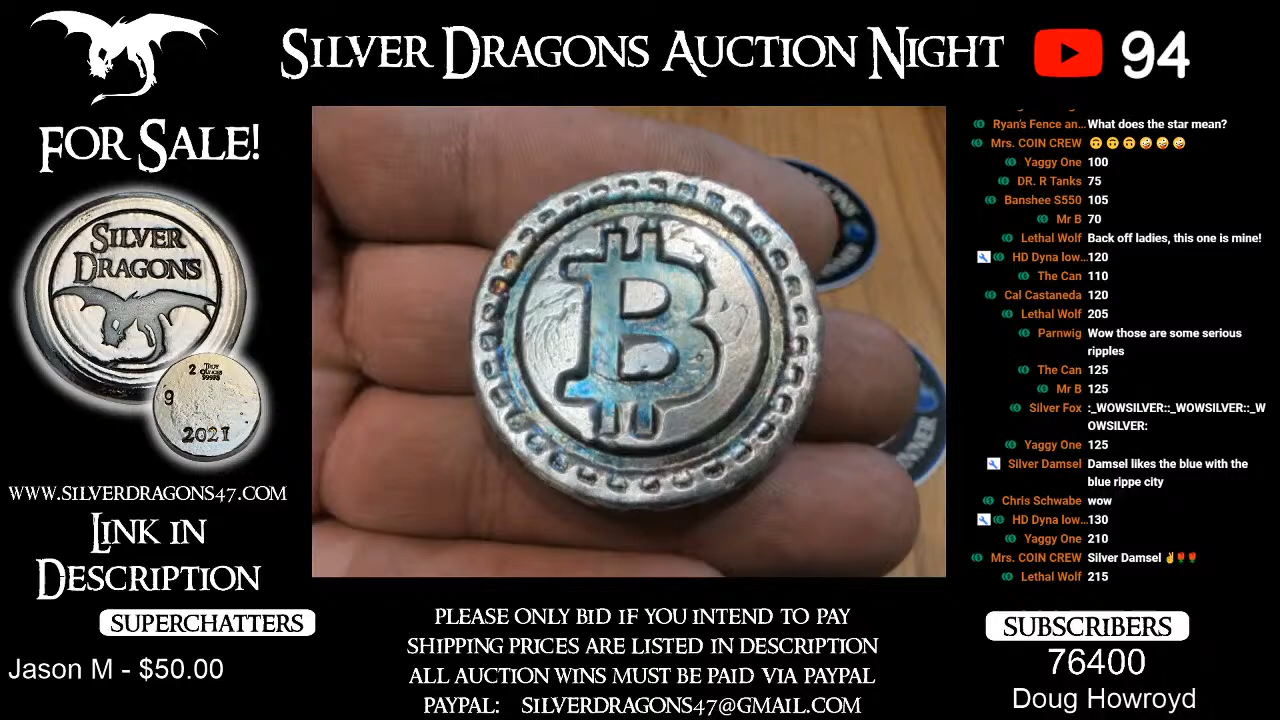 SILVER DRAGONS AUCTION NIGHT
94
FOR SALE!
SILVER
DRAGONS
2 TROY
OUNCES
9
2021
WWW.SILVERDRAGONS47.COM
LINK IN
DESCRIPTION
SUPERCHATTERS
Jason M - $50.00
B
Ryan's Fence an... What does the star mean?
Mrs. COIN CREW 🙃🙃🙃🤪🤪🤪
Yaggy One 100
DR. R Tanks 75
Banshee S550 105
Mr B 70
Lethal Wolf Back off ladies, this one is mine!
HD Dyna low... 120
The Can 110
Cal Castaneda 120
Lethal Wolf 205
Parnwig Wow those are some serious
ripples
The Can 125
Mr B 125
Silver Fox :_WOWSILVER::_WOWSILVER::_W
OWSILVER:
Yaggy One 125
Silver Damsel Damsel likes the blue with the
blue rippe city
Chris Schwabe wow
HD Dyna low... 130
Yaggy One 210
Mrs. COIN CREW Silver Damsel ✌🌹🌹
Lethal Wolf 215
PLEASE ONLY BID IF YOU INTEND TO PAY
SHIPPING PRICES ARE LISTED IN DESCRIPTION
ALL AUCTION WINS MUST BE PAID VIA PAYPAL
PAYPAL: SILVERDRAGONS47@GMAIL.COM
SUBSCRIBERS
76400
Doug Howroyd